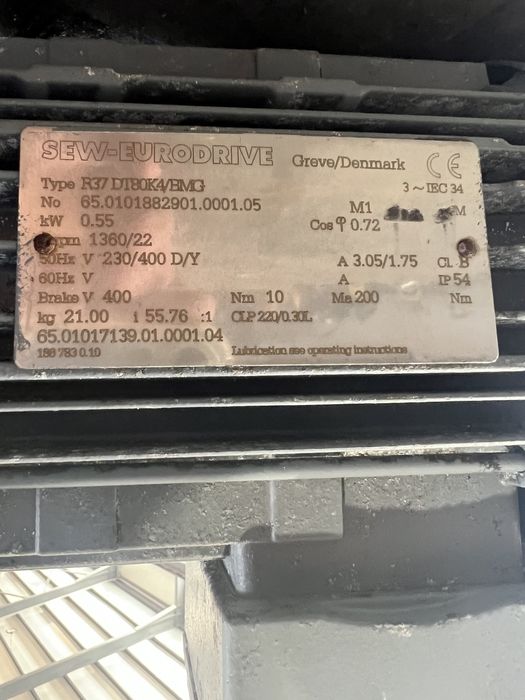 SEW-EURODRIVE Greve/Denmark CE
Type R37 DT80K4/BMG 3 ~ IEC 34
No 65.0101882901.0001.05 M1
kW 0.55 Cos φ 0.72
rpm 1360/22
50Hz V 230/400 D/Y A 3.05/1.75 Cl. B
60Hz V A IP 54
Brake V 400 Nm 10 Ma 200 Nm
kg 21.00 i 55.76 :1 CLP 220/0.30L
65.01017139.01.0001.04
186 783 0.10 Lubrication see operating instructions